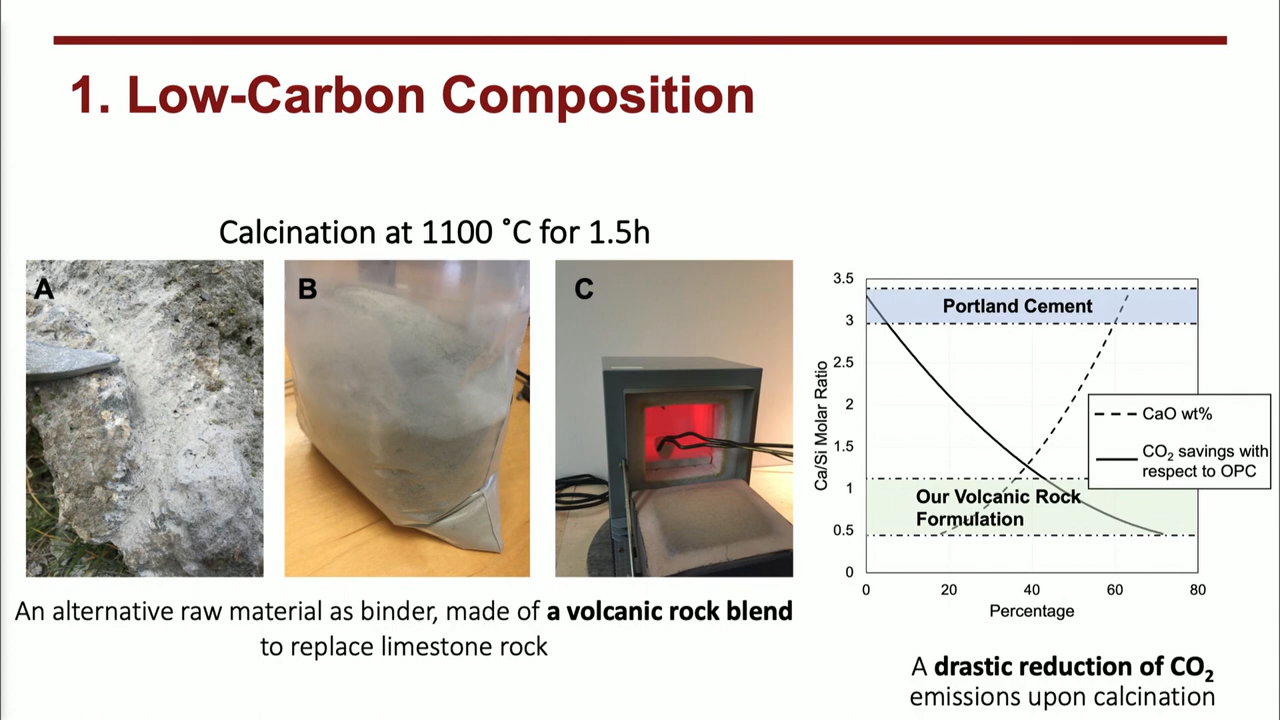 1. Low-Carbon Composition
Calcination at 1100 ˚C for 1.5h
A
B
C
An alternative raw material as binder, made of a volcanic rock blend
to replace limestone rock
3.5
3
2.5
2
1.5
1
0.5
0
Ca/Si Molar Ratio
Portland Cement
CaO wt%
CO₂ savings with
respect to OPC
Our Volcanic Rock
Formulation
0 20 40 60 80
Percentage
A drastic reduction of CO₂
emissions upon calcination